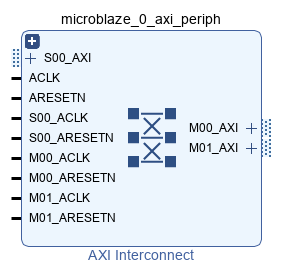 microblaze_0_axi_periph
S00_AXI
ACLK
ARESETN
S00_ACLK
S00_ARESETN
M00_ACLK
M00_ARESETN
M01_ACLK
M01_ARESETN
M00_AXI
M01_AXI
AXI Interconnect